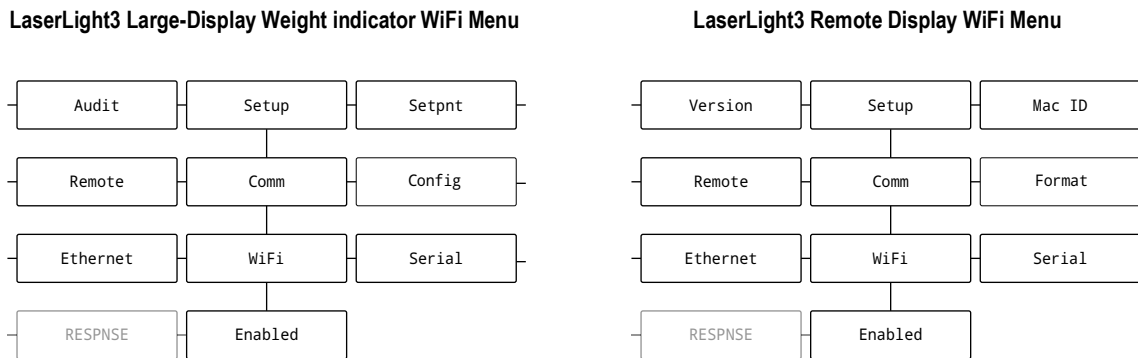 LaserLight3 Large-Display Weight indicator WiFi Menu
Audit Setup Setpnt
Remote Comm Config
Ethernet WiFi Serial
RESPNSE Enabled
LaserLight3 Remote Display WiFi Menu
Version Setup Mac ID
Remote Comm Format
Ethernet WiFi Serial
RESPNSE Enabled